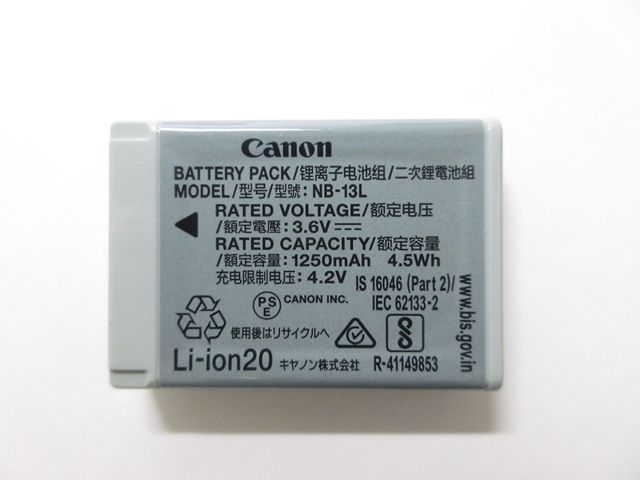 Canon
BATTERY PACK/锂离子电池组/二次鋰電池組
MODEL/型号/型號: NB-13L
RATED VOLTAGE/额定电压
/額定電壓: 3.6V
RATED CAPACITY/额定容量
/額定容量: 1250mAh 4.5Wh
充电限制电压: 4.2V
IS 16046 (Part 2)/
IEC 62133-2
www.bis.gov.in
PSE CANON INC.
使用後はリサイクルへ
Li-ion20 キヤノン株式会社 R-41149853